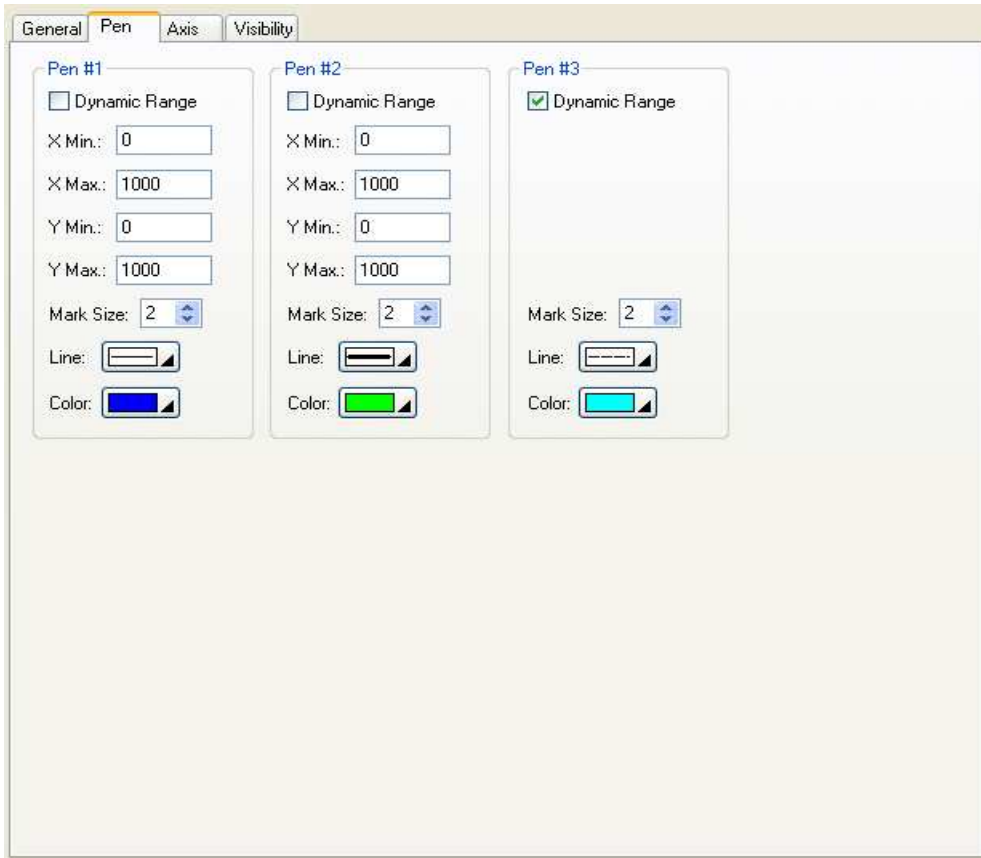 General Pen Axis Visibility
Pen #1
Dynamic Range
X Min.: 0
X Max.: 1000
Y Min.: 0
Y Max.: 1000
Mark Size: 2
Line:
Color:
Pen #2
Dynamic Range
X Min.: 0
X Max.: 1000
Y Min.: 0
Y Max.: 1000
Mark Size: 2
Line:
Color:
Pen #3
Dynamic Range
Mark Size: 2
Line:
Color: